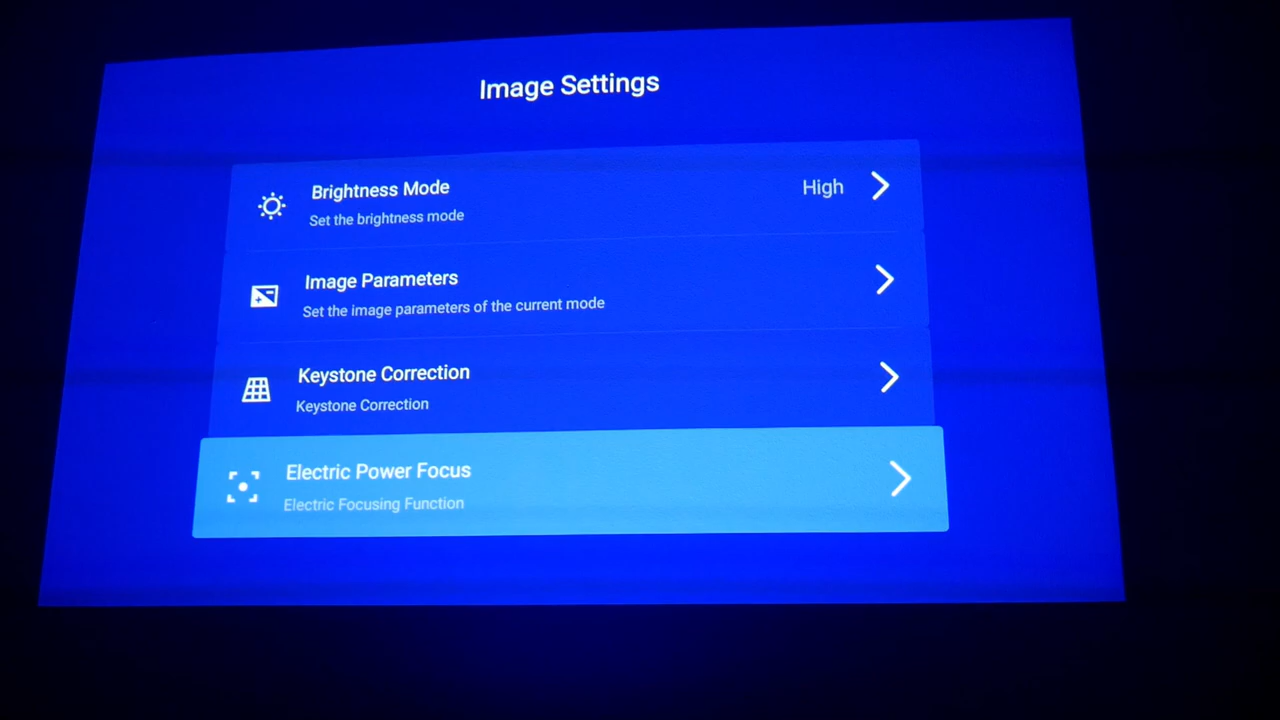 Image Settings
Brightness Mode
High
Set the brightness mode
Image Parameters
Set the image parameters of the current mode
Keystone Correction
Keystone Correction
Electric Power Focus
Electric Focusing Function